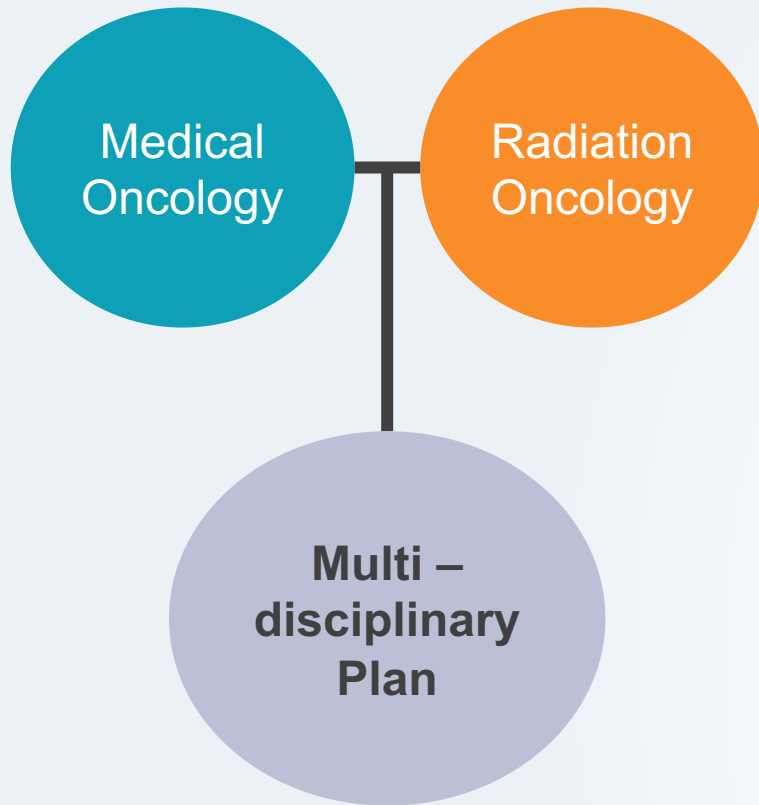 Medical
Oncology
Radiation
Oncology
Multi –
disciplinary
Plan